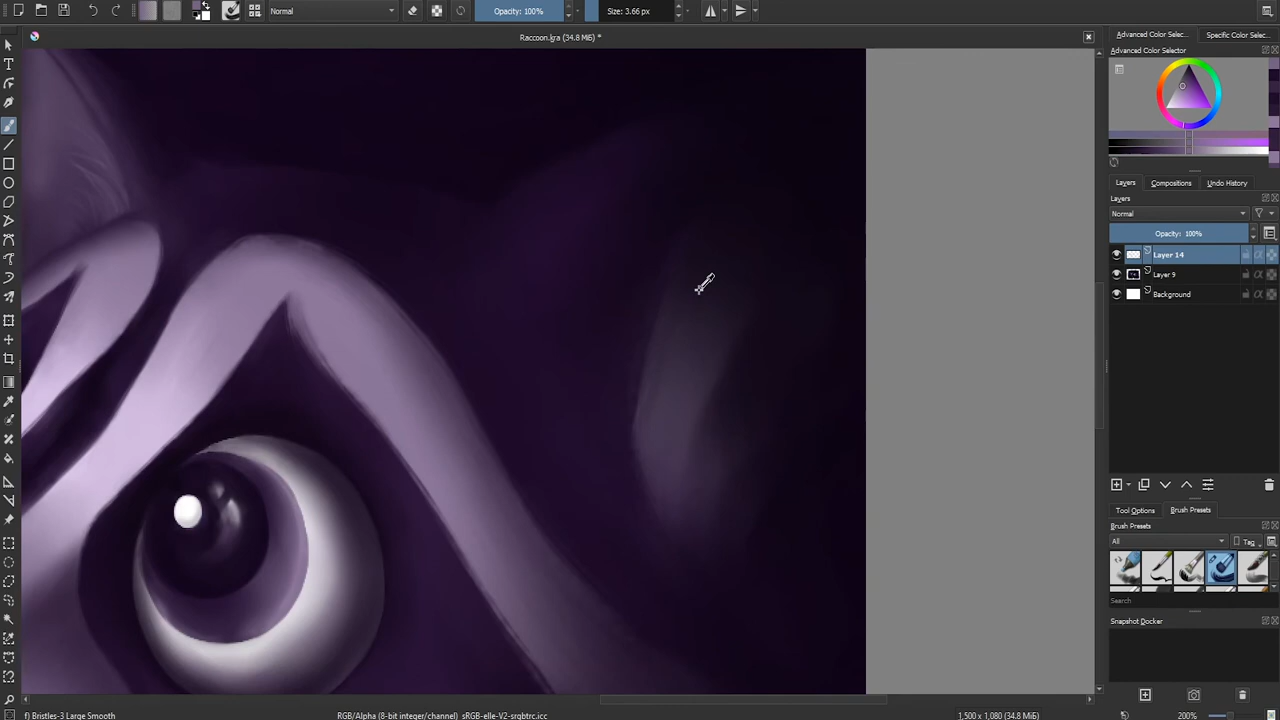 Normal
Opacity: 100%
Size: 3.66 px
Raccoon.kra (34.8 MiB) *
Advanced Color Selec...
Specific Color Selec...
Advanced Color Selector
Layers
Compositions
Undo History
Layers
Normal
Opacity: 100%
Layer 14
Layer 9
Background
Tool Options
Brush Presets
Brush Presets
All
Tag
Search
Snapshot Docker
f) Bristles-3 Large Smooth
RGB/Alpha (8-bit integer/channel) sRGB-elle-V2-srgbtrc.icc
1,500 x 1,080 (34.8 MiB)
200%